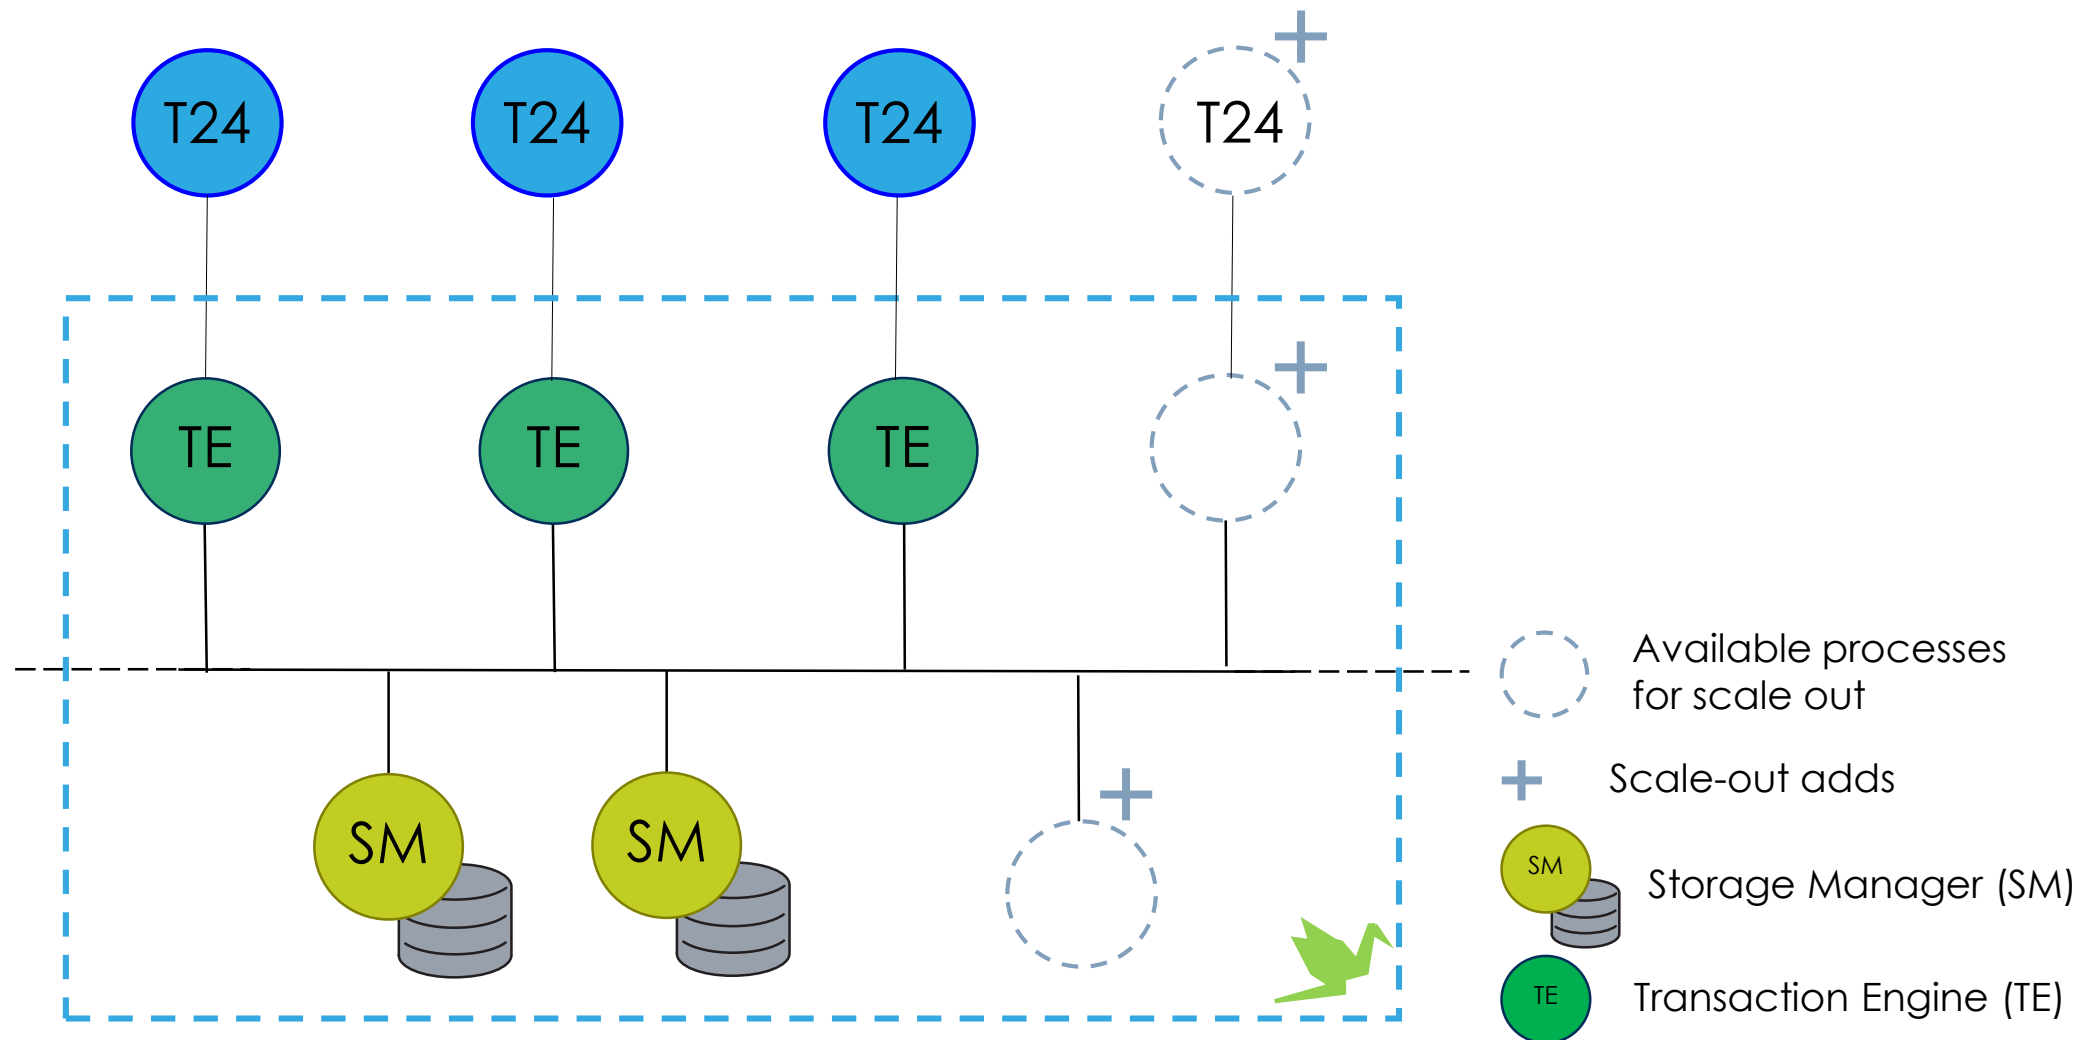 T24
T24
T24
T24
TE
TE
TE
SM
SM
Available processes
for scale out
Scale-out adds
SM
Storage Manager (SM)
TE
Transaction Engine (TE)